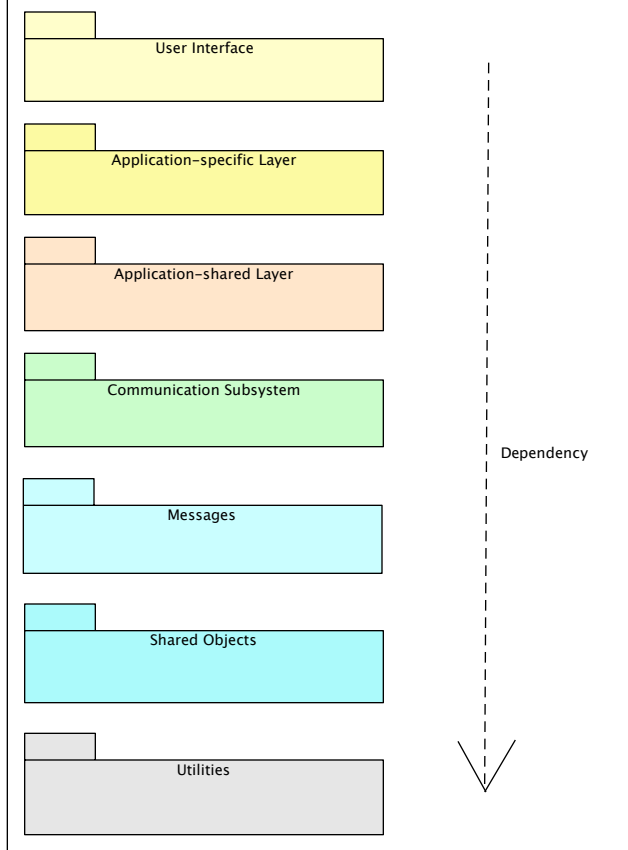 User Interface
Application-specific Layer
Application-shared Layer
Communication Subsystem
Dependency
Messages
Shared Objects
Utilities